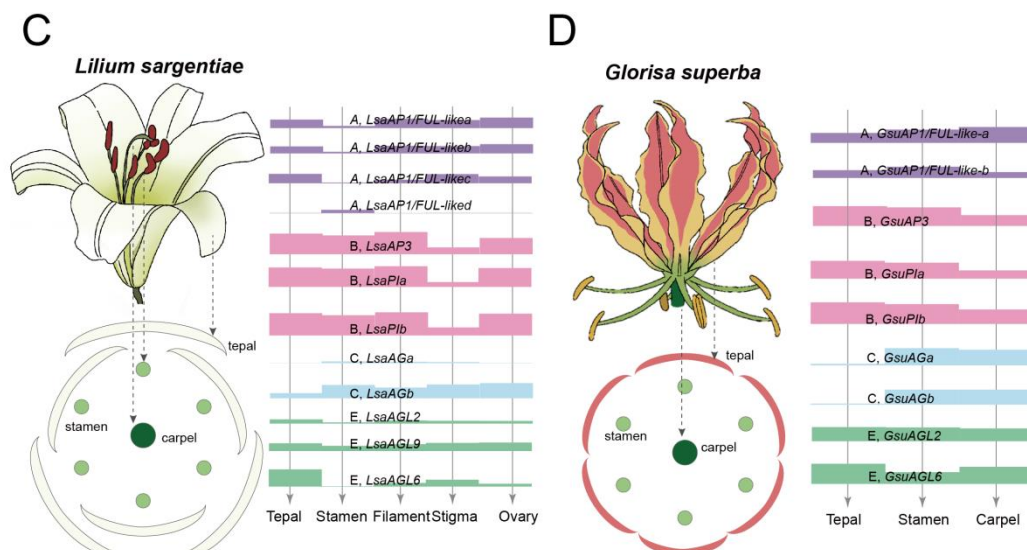 C
Lilium sargentiae
A, LsaAP1/FUL-likea
A, LsaAP1/FUL-likeb
A, LsaAP1/FUL-likec
A, LsaAP1/FUL-liked
B, LsaAP3
B, LsaPIa
B, LsaPIb
C, LsaAGa
C, LsaAGb
E, LsaAGL2
E, LsaAGL9
E, LsaAGL6
tepal
stamen
carpel
Tepal Stamen Filament Stigma Ovary
D
Glorisa superba
A, GsuAP1/FUL-like-a
A, GsuAP1/FUL-like-b
B, GsuAP3
B, GsuPIa
B, GsuPIb
C, GsuAGa
C, GsuAGb
E, GsuAGL2
E, GsuAGL6
tepal
stamen
carpel
Tepal Stamen Carpel